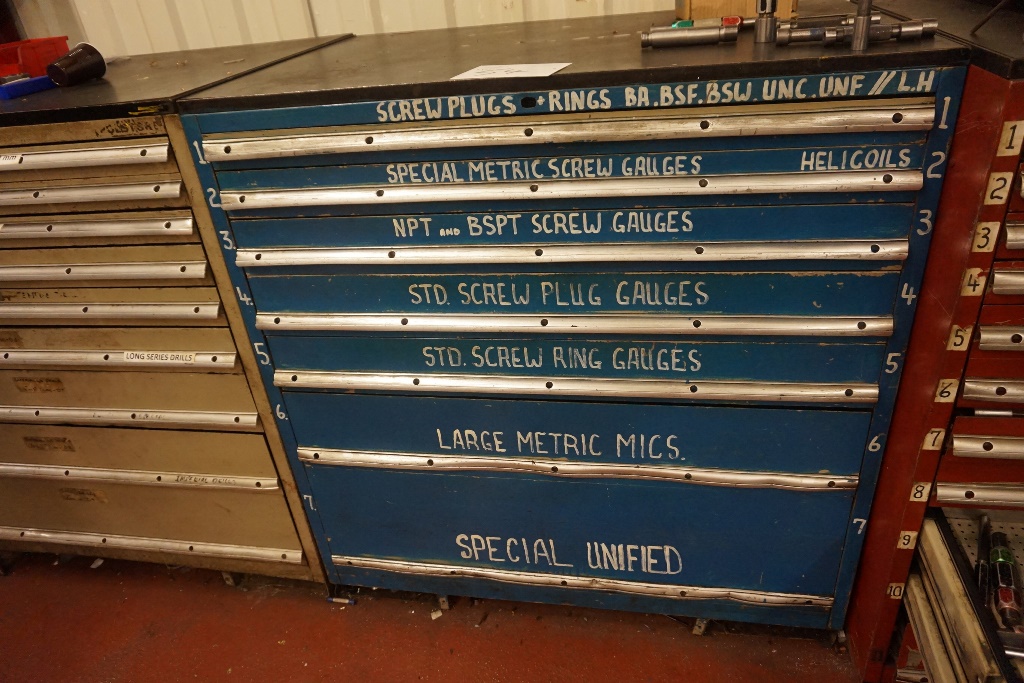 SCREW PLUGS + RINGS BA.BSF.BSW.UNC.UNF // L.H
1 1
SPECIAL METRIC SCREW GAUGES HELICOILS
2 2
NPT AND BSPT SCREW GAUGES
3 3
STD. SCREW PLUG GAUGES
4 4
STD. SCREW RING GAUGES
5 5
LARGE METRIC MICS.
6 6
SPECIAL UNIFIED
7 7
LONG SERIES DRILLS
1
2
3
4
5
6
7
8
9
10